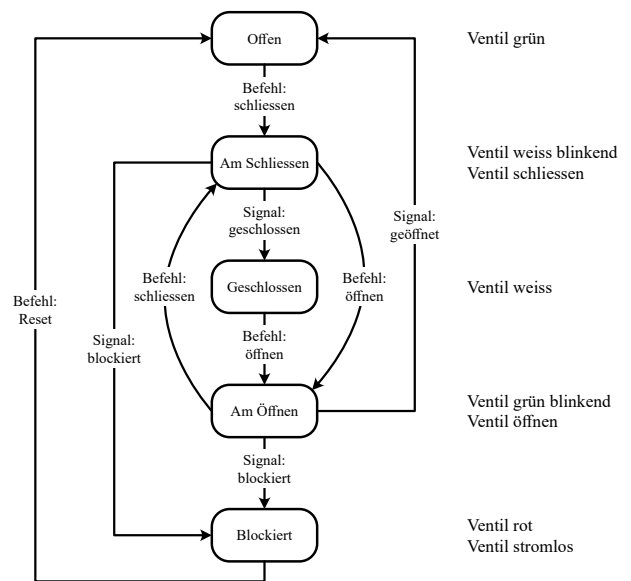 Offen
Ventil grün
Befehl:
schliessen
Am Schliessen
Ventil weiss blinkend
Ventil schliessen
Signal:
geschlossen
Signal:
geöffnet
Befehl:
schliessen
Befehl:
öffnen
Geschlossen
Ventil weiss
Befehl:
Reset
Signal:
blockiert
Befehl:
öffnen
Am Öffnen
Ventil grün blinkend
Ventil öffnen
Signal:
blockiert
Blockiert
Ventil rot
Ventil stromlos